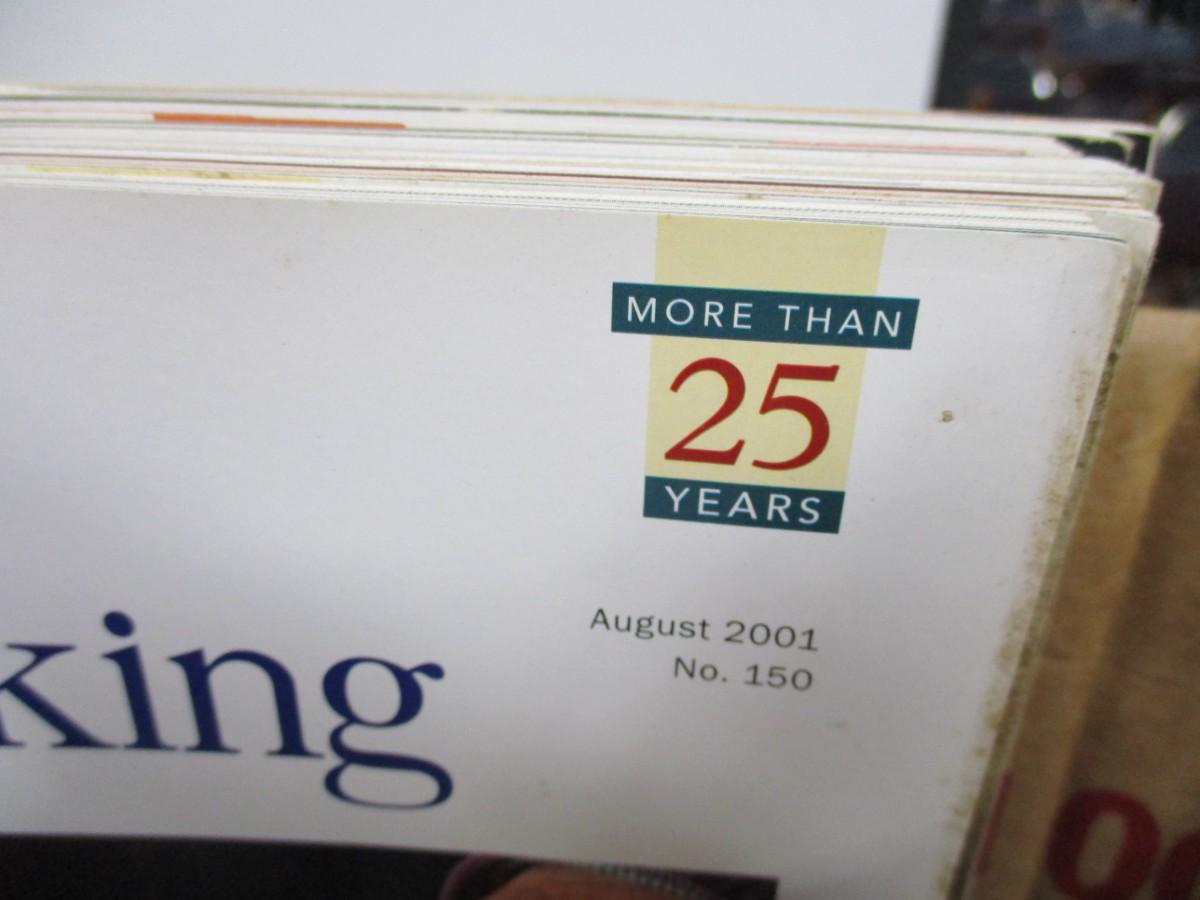 MORE THAN
25
YEARS
August 2001
No. 150
king